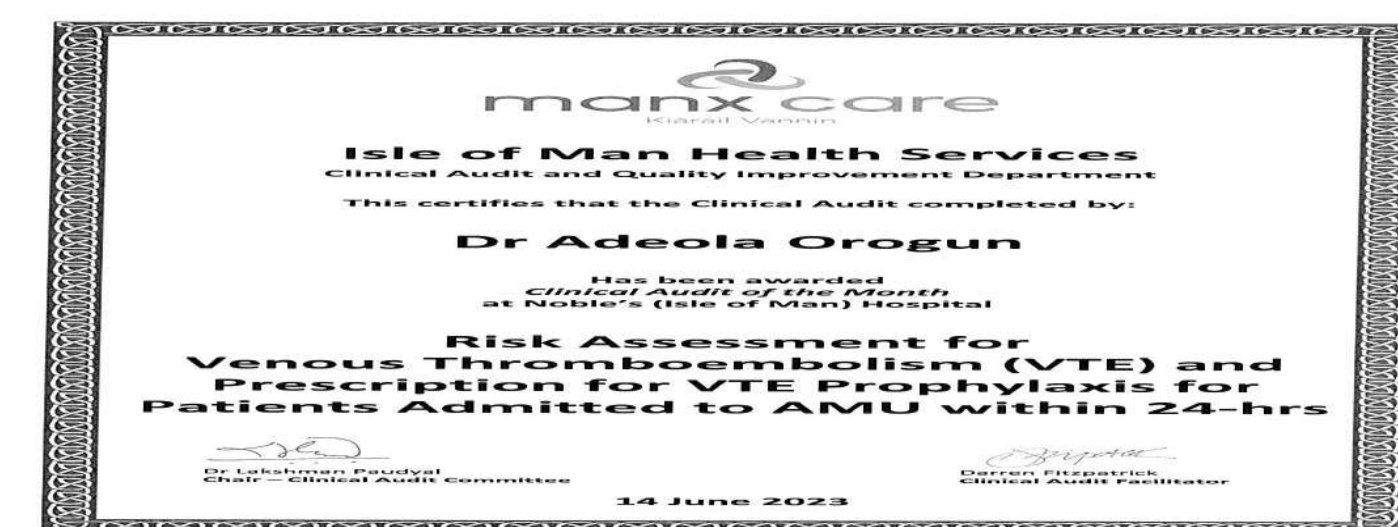 manx care
Kiarail Vannin
Isle of Man Health Services
Clinical Audit and Quality Improvement Department
This certifies that the Clinical Audit completed by:
Dr Adeola Orogun
Has been awarded
Clinical Audit of the Month
at Noble's (Isle of Man) Hospital
Risk Assessment for
Venous Thromboembolism (VTE) and
Prescription for VTE Prophylaxis for
Patients Admitted to AMU within 24-hrs
Dr Lakshman Paudyal
Chair – Clinical Audit Committee
Darren Fitzpatrick
Clinical Audit Facilitator
14 June 2023